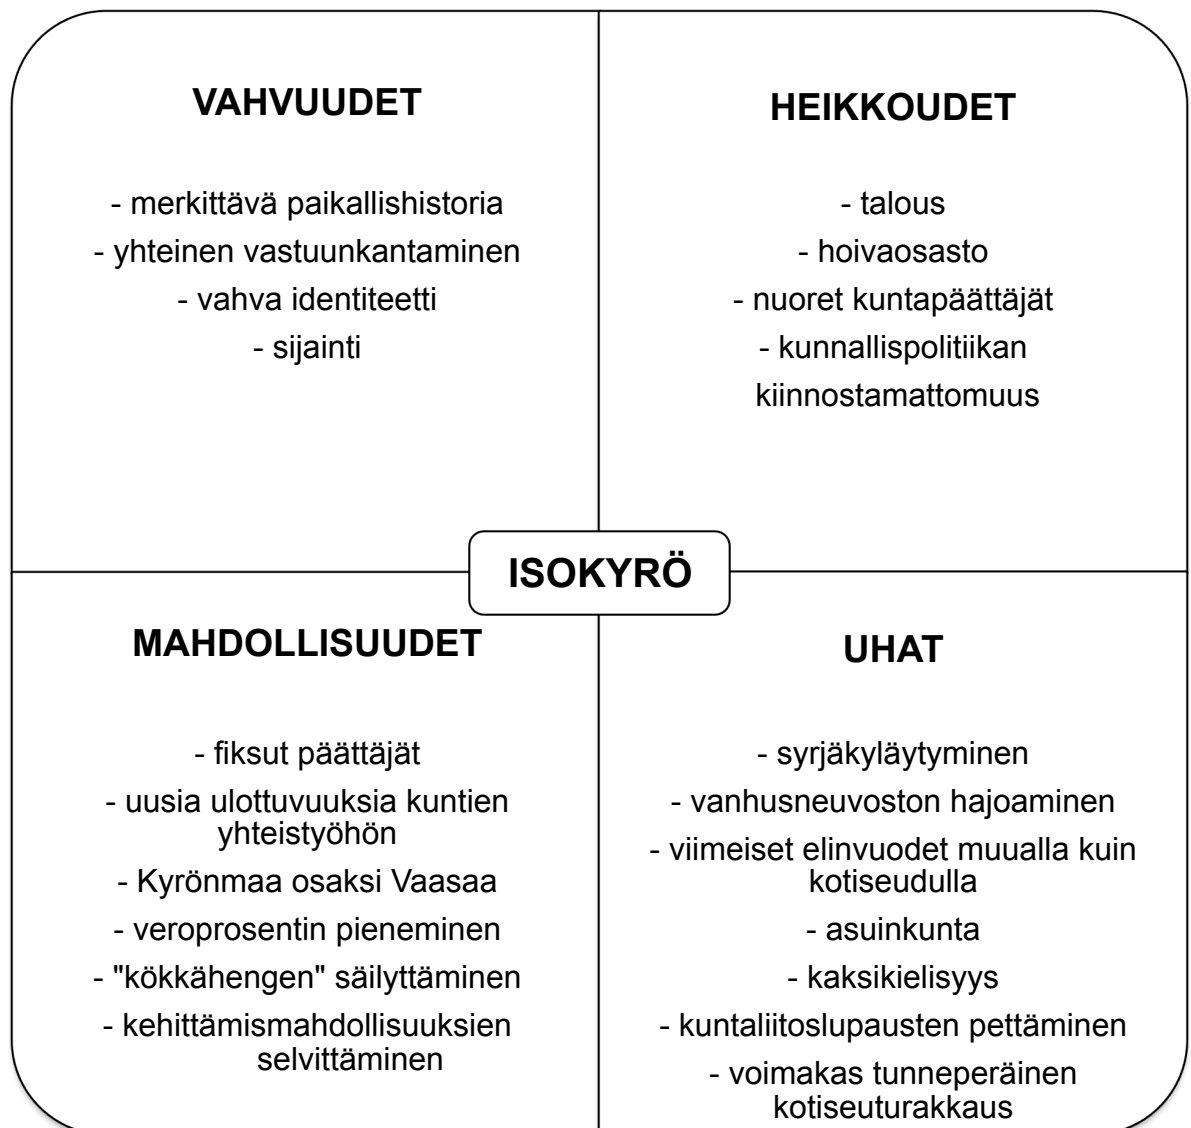 VAHVUUDET
- merkittävä paikallishistoria
- yhteinen vastuunkantaminen
- vahva identiteetti
- sijainti
HEIKKOUDET
- talous
- hoivaosasto
- nuoret kuntapäättäjät
- kunnallispolitiikan
kiinnostamattomuus
ISOKYRÖ
MAHDOLLISUUDET
- fiksut päättäjät
- uusia ulottuvuuksia kuntien
yhteistyöhön
- Kyrönmaa osaksi Vaasaa
- veroprosentin pieneminen
- "kökkähengen" säilyttäminen
- kehittämismahdollisuuksien
selvittäminen
UHAT
- syrjäkyläytyminen
- vanhusneuvoston hajoaminen
- viimeiset elinvuodet muualla kuin
kotiseudulla
- asuinkunta
- kaksikielisyys
- kuntaliitoslupausten pettäminen
- voimakas tunneperäinen
kotiseuturakkaus